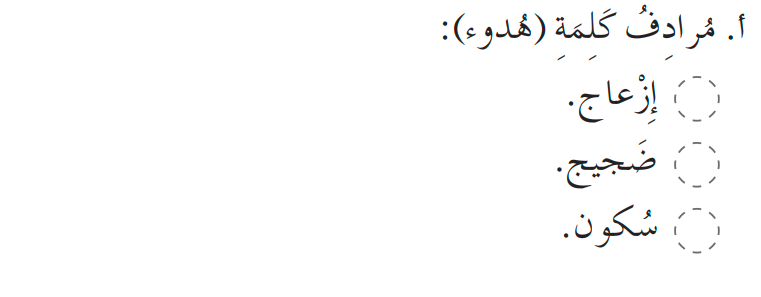 أ. مُرادِفُ كَلِمَةِ (هُدوء):
إِزْعاج.
ضَجيج.
سُكون.